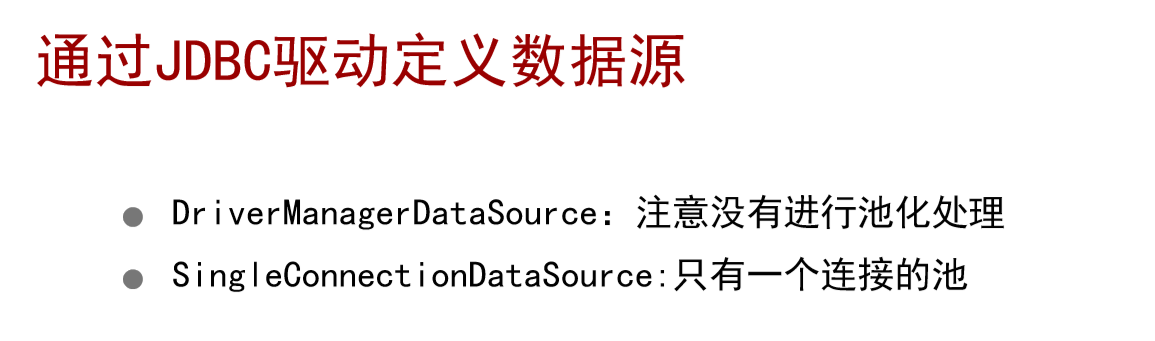 通过JDBC驱动定义数据源
DriverManagerDataSource：注意没有进行池化处理
SingleConnectionDataSource:只有一个连接的池